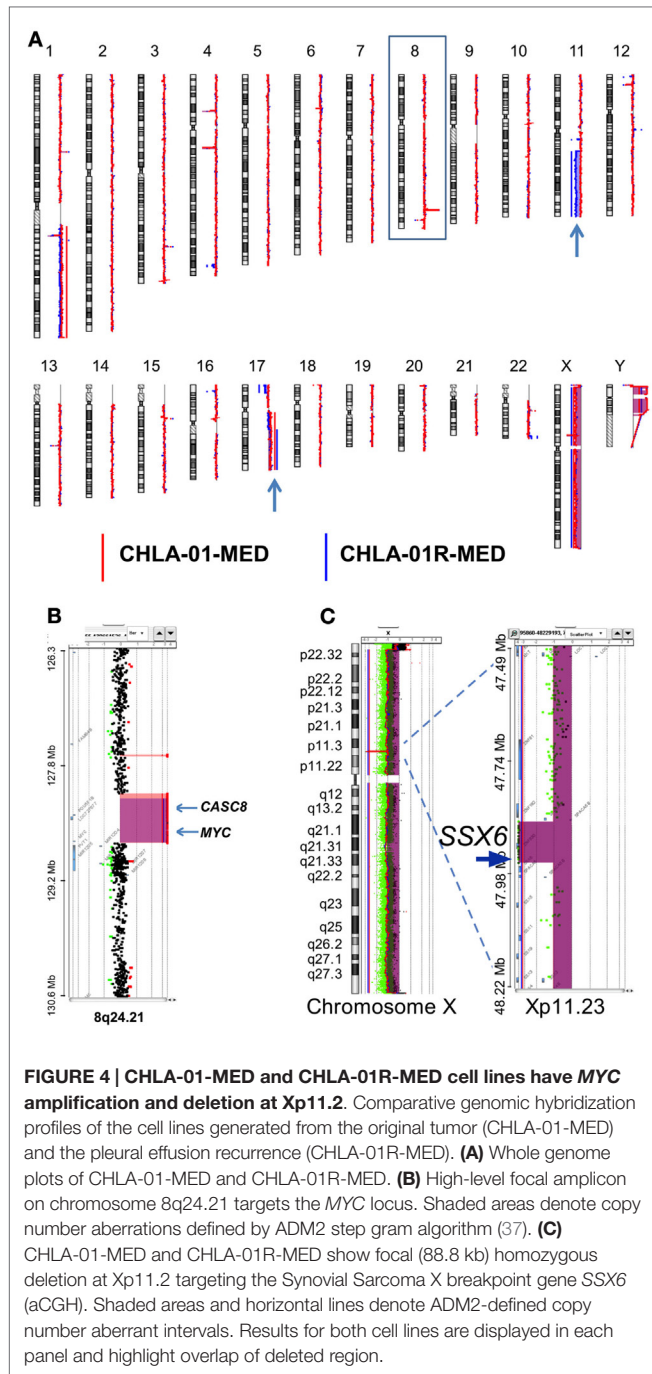 A
1 2 3 4 5 6 7 8 9 10 11 12
13 14 15 16 17 18 19 20 21 22 X Y
CHLA-01-MED CHLA-01R-MED
B
126.3
127.8 Mb
129.2 Mb
130.6 Mb
CASC8
MYC
8q24.21
C
X
p22.32
p22.2
p22.12
p21.3
p21.1
p11.3
p11.22
q12
q13.2
q21.1
q21.31
q21.33
q22.2
q23
q25
q26.2
q27.1
q27.3
Chromosome X
47.49 Mb
47.74 Mb
47.98 Mb
48.22 Mb
SSX6
Xp11.23
FIGURE 4 | CHLA-01-MED and CHLA-01R-MED cell lines have MYC
amplification and deletion at Xp11.2. Comparative genomic hybridization
profiles of the cell lines generated from the original tumor (CHLA-01-MED)
and the pleural effusion recurrence (CHLA-01R-MED). (A) Whole genome
plots of CHLA-01-MED and CHLA-01R-MED. (B) High-level focal amplicon
on chromosome 8q24.21 targets the MYC locus. Shaded areas denote copy
number aberrations defined by ADM2 step gram algorithm (37). (C)
CHLA-01-MED and CHLA-01R-MED show focal (88.8 kb) homozygous
deletion at Xp11.2 targeting the Synovial Sarcoma X breakpoint gene SSX6
(aCGH). Shaded areas and horizontal lines denote ADM2-defined copy
number aberrant intervals. Results for both cell lines are displayed in each
panel and highlight overlap of deleted region.